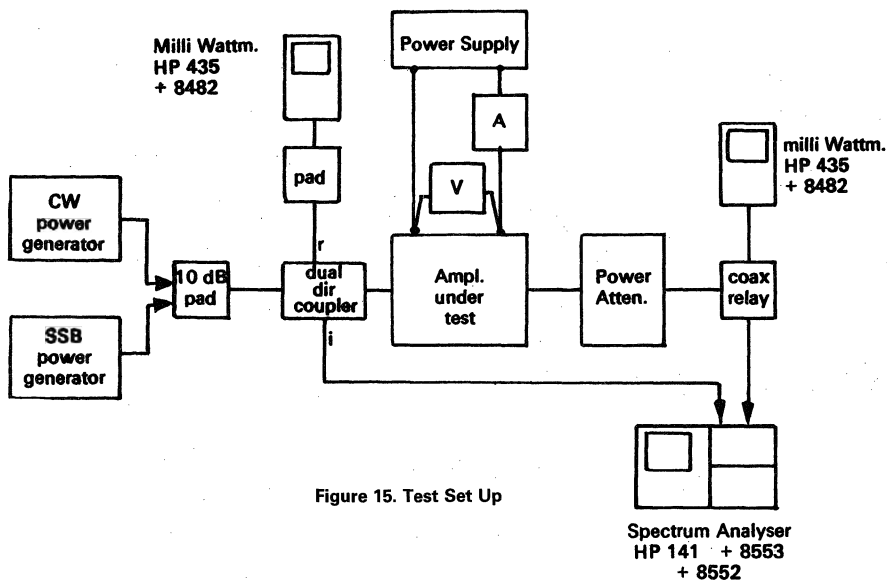 Milli Wattm.
HP 435
+ 8482
Power Supply
A
milli Wattm.
HP 435
+ 8482
pad
V
CW
power
generator
r
10 dB
pad
dual
dir
coupler
Ampl.
under
test
Power
Atten.
coax
relay
SSB
power
generator
i
Figure 15. Test Set Up
Spectrum Analyser
HP 141 + 8553
+ 8552